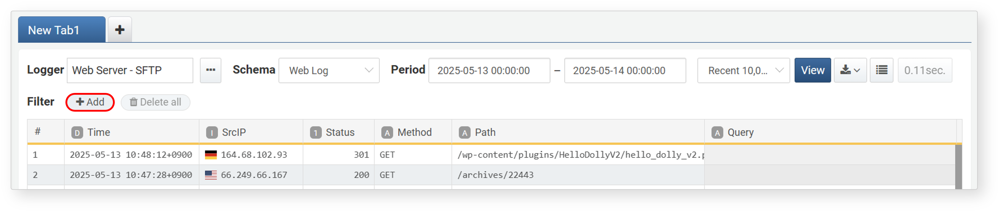 New Tab1 +
Logger Web Server - SFTP ... Schema Web Log Period 2025-05-13 00:00:00 – 2025-05-14 00:00:00 Recent 10,0... View 0.11sec.
Filter + Add Delete all
# D Time I SrcIP 1 Status A Method A Path A Query
1 2025-05-13 10:48:12+0900 164.68.102.93 301 GET /wp-content/plugins/HelloDollyV2/hello_dolly_v2.p
2 2025-05-13 10:47:28+0900 66.249.66.167 200 GET /archives/22443